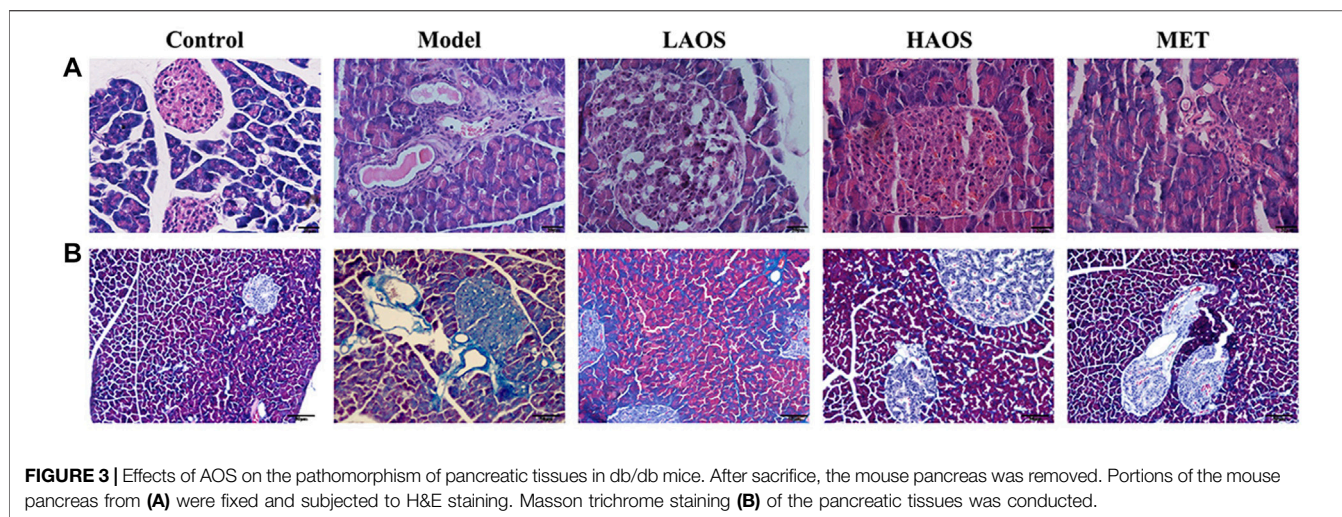 Control Model LAOS HAOS MET
A
B
FIGURE 3 | Effects of AOS on the pathomorphism of pancreatic tissues in db/db mice. After sacrifice, the mouse pancreas was removed. Portions of the mouse
pancreas from (A) were fixed and subjected to H&E staining. Masson trichrome staining (B) of the pancreatic tissues was conducted.